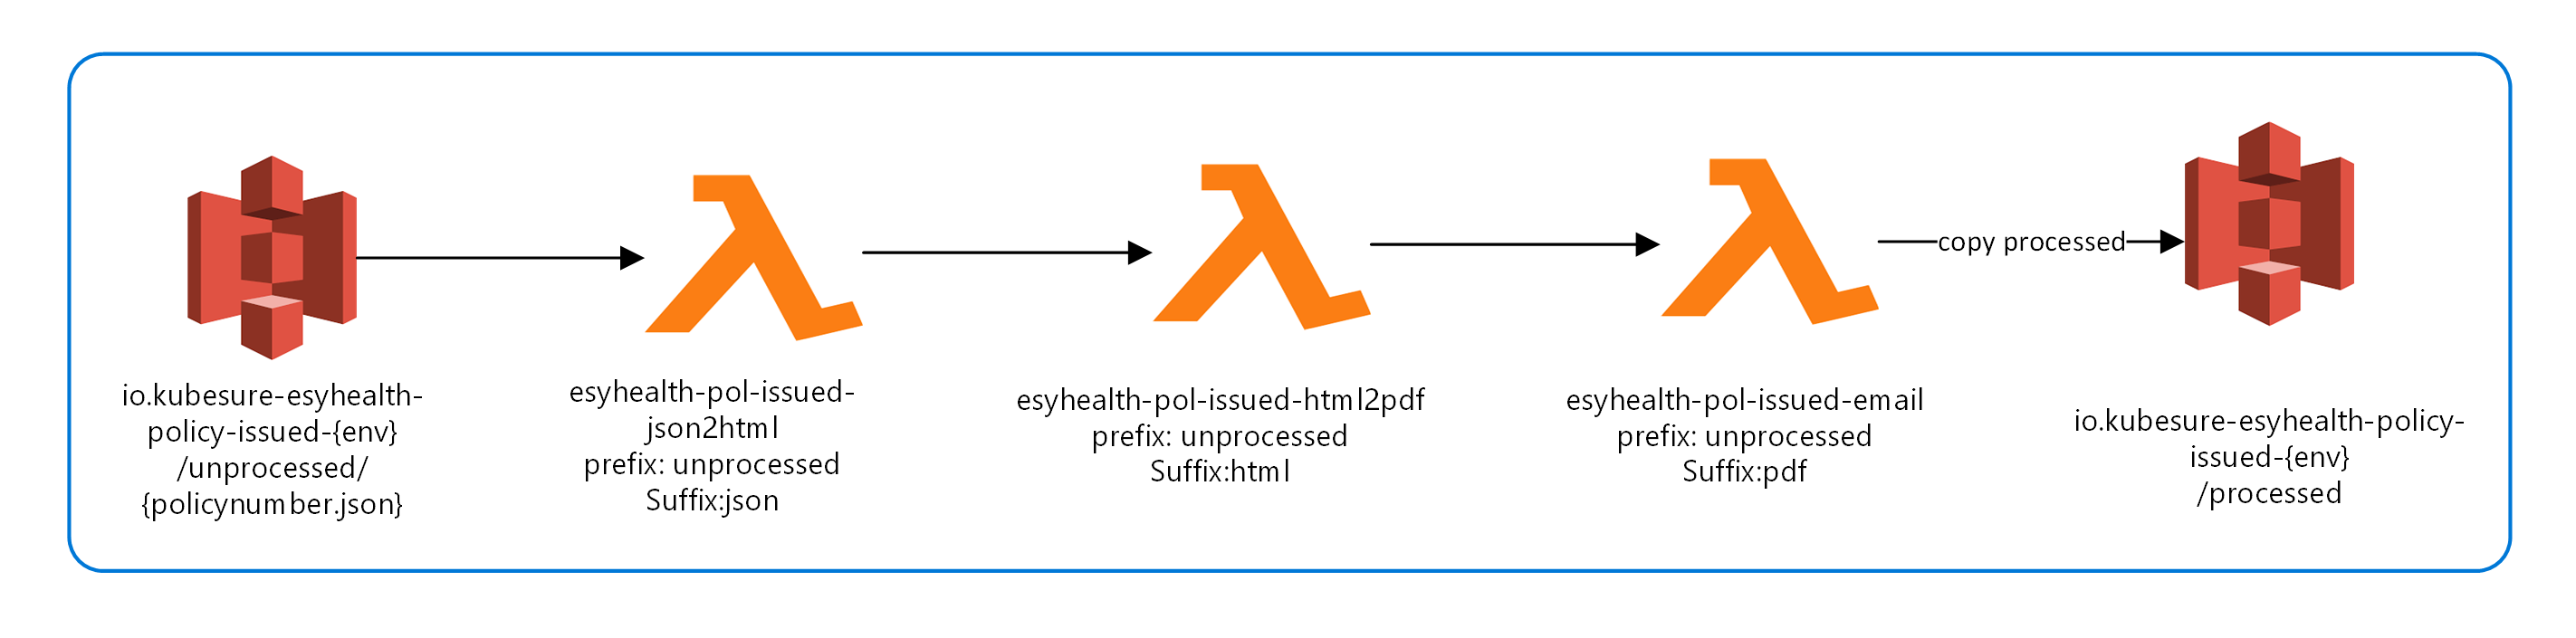 copy processed
io.kubesure-esyhealth-
policy-issued-{env}
/unprocessed/
{policynumber.json}
esyhealth-pol-issued-
json2html
prefix: unprocessed
Suffix:json
esyhealth-pol-issued-html2pdf
prefix: unprocessed
Suffix:html
esyhealth-pol-issued-email
prefix: unprocessed
Suffix:pdf
io.kubesure-esyhealth-policy-
issued-{env}
/processed